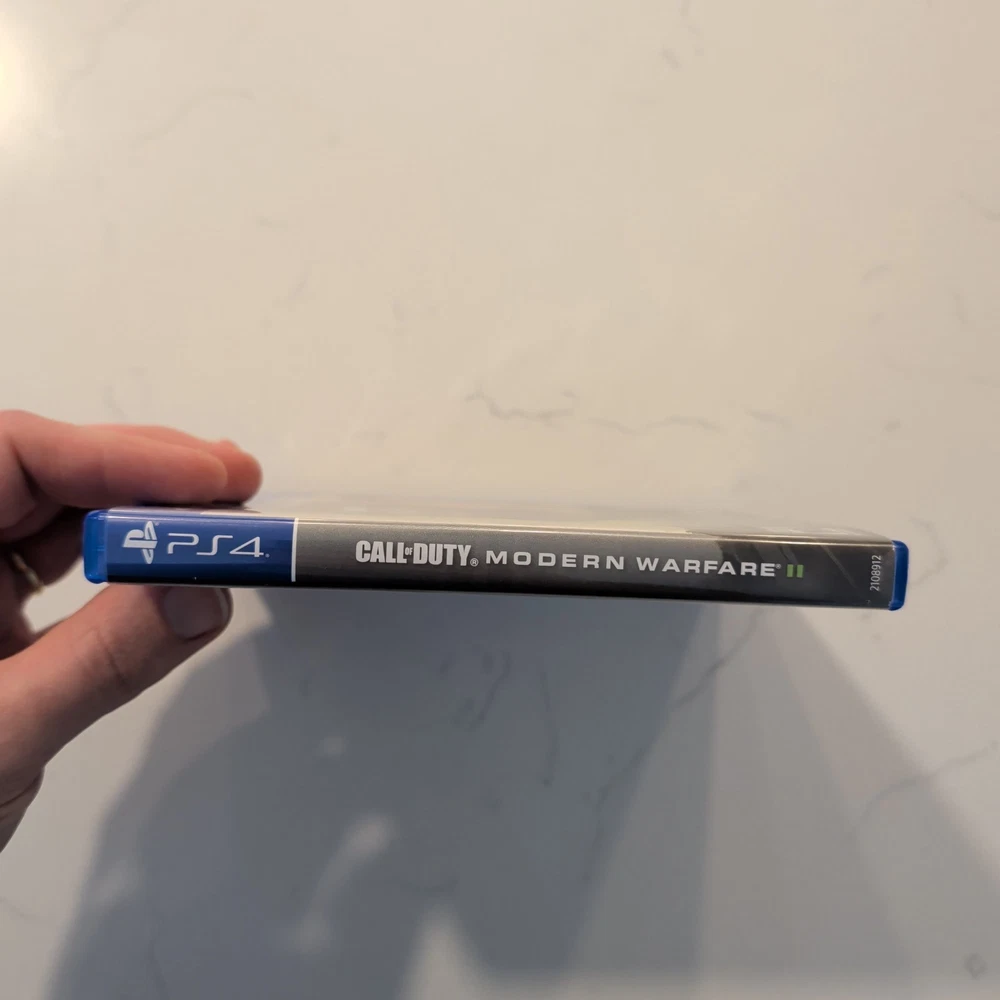 PS4
CALL OF DUTY® MODERN WARFARE® II
2108912